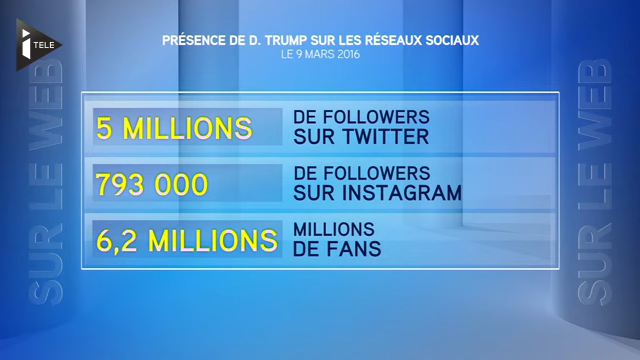 i TELE
PRÉSENCE DE D. TRUMP SUR LES RÉSEAUX SOCIAUX
LE 9 MARS 2016
5 MILLIONS
DE FOLLOWERS
SUR TWITTER
793 000
DE FOLLOWERS
SUR INSTAGRAM
6,2 MILLIONS
MILLIONS
DE FANS
SUR LE WEB
SUR LE WEB